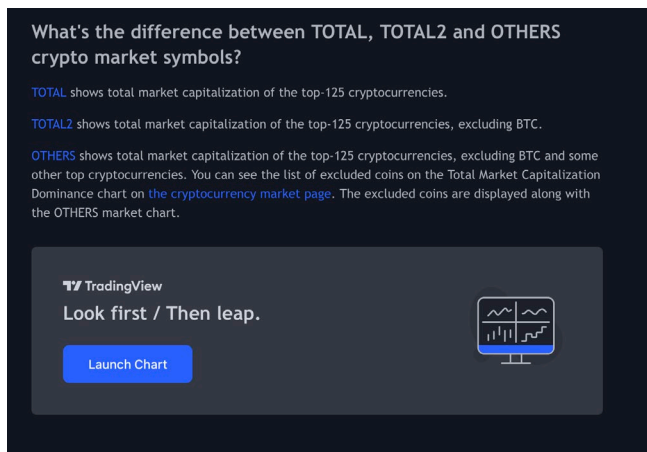 What's the difference between TOTAL, TOTAL2 and OTHERS
crypto market symbols?
TOTAL shows total market capitalization of the top-125 cryptocurrencies.
TOTAL2 shows total market capitalization of the top-125 cryptocurrencies, excluding BTC.
OTHERS shows total market capitalization of the top-125 cryptocurrencies, excluding BTC and some
other top cryptocurrencies. You can see the list of excluded coins on the Total Market Capitalization
Dominance chart on the cryptocurrency market page. The excluded coins are displayed along with
the OTHERS market chart.
TradingView
Look first / Then leap.
Launch Chart